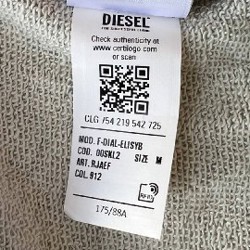 DIESEL
Check authenticity at
www.certilogo.com
or scan
CLG 754 219 542 725
MOD. F-DIAL-ELISYB
COD. 00SKL2 SIZE M
ART. RJAEF
COL. 912
RFID
175/88A